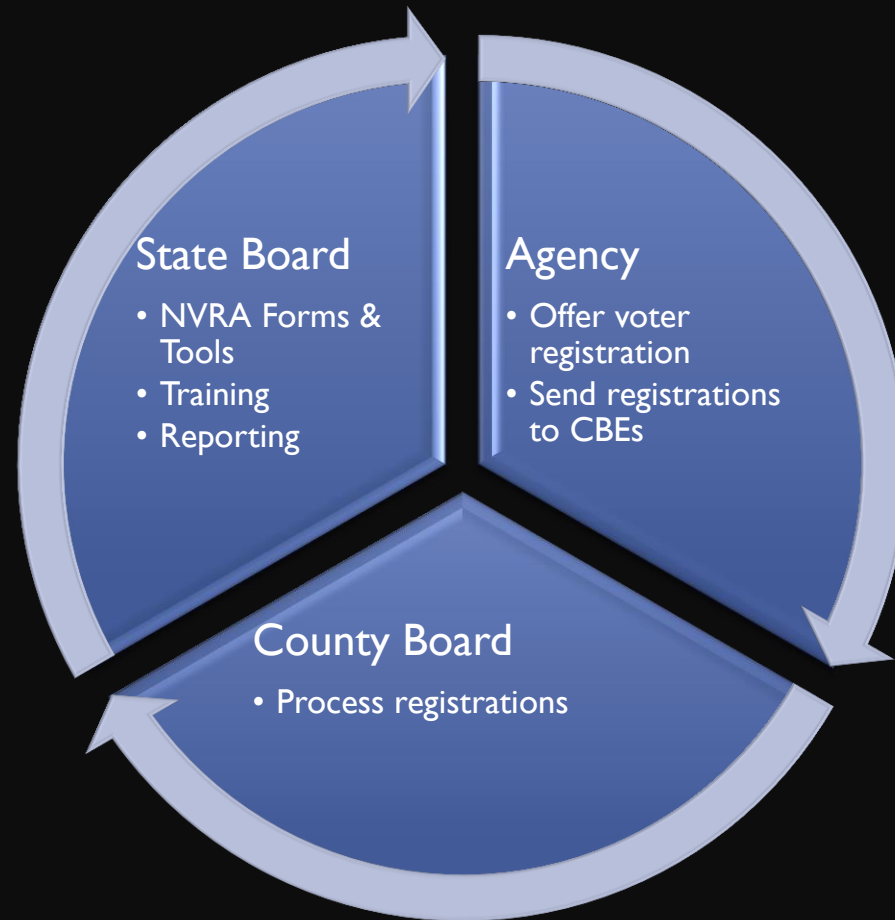 State Board
• NVRA Forms &
Tools
• Training
• Reporting
Agency
• Offer voter
registration
• Send registrations
to CBEs
County Board
• Process registrations